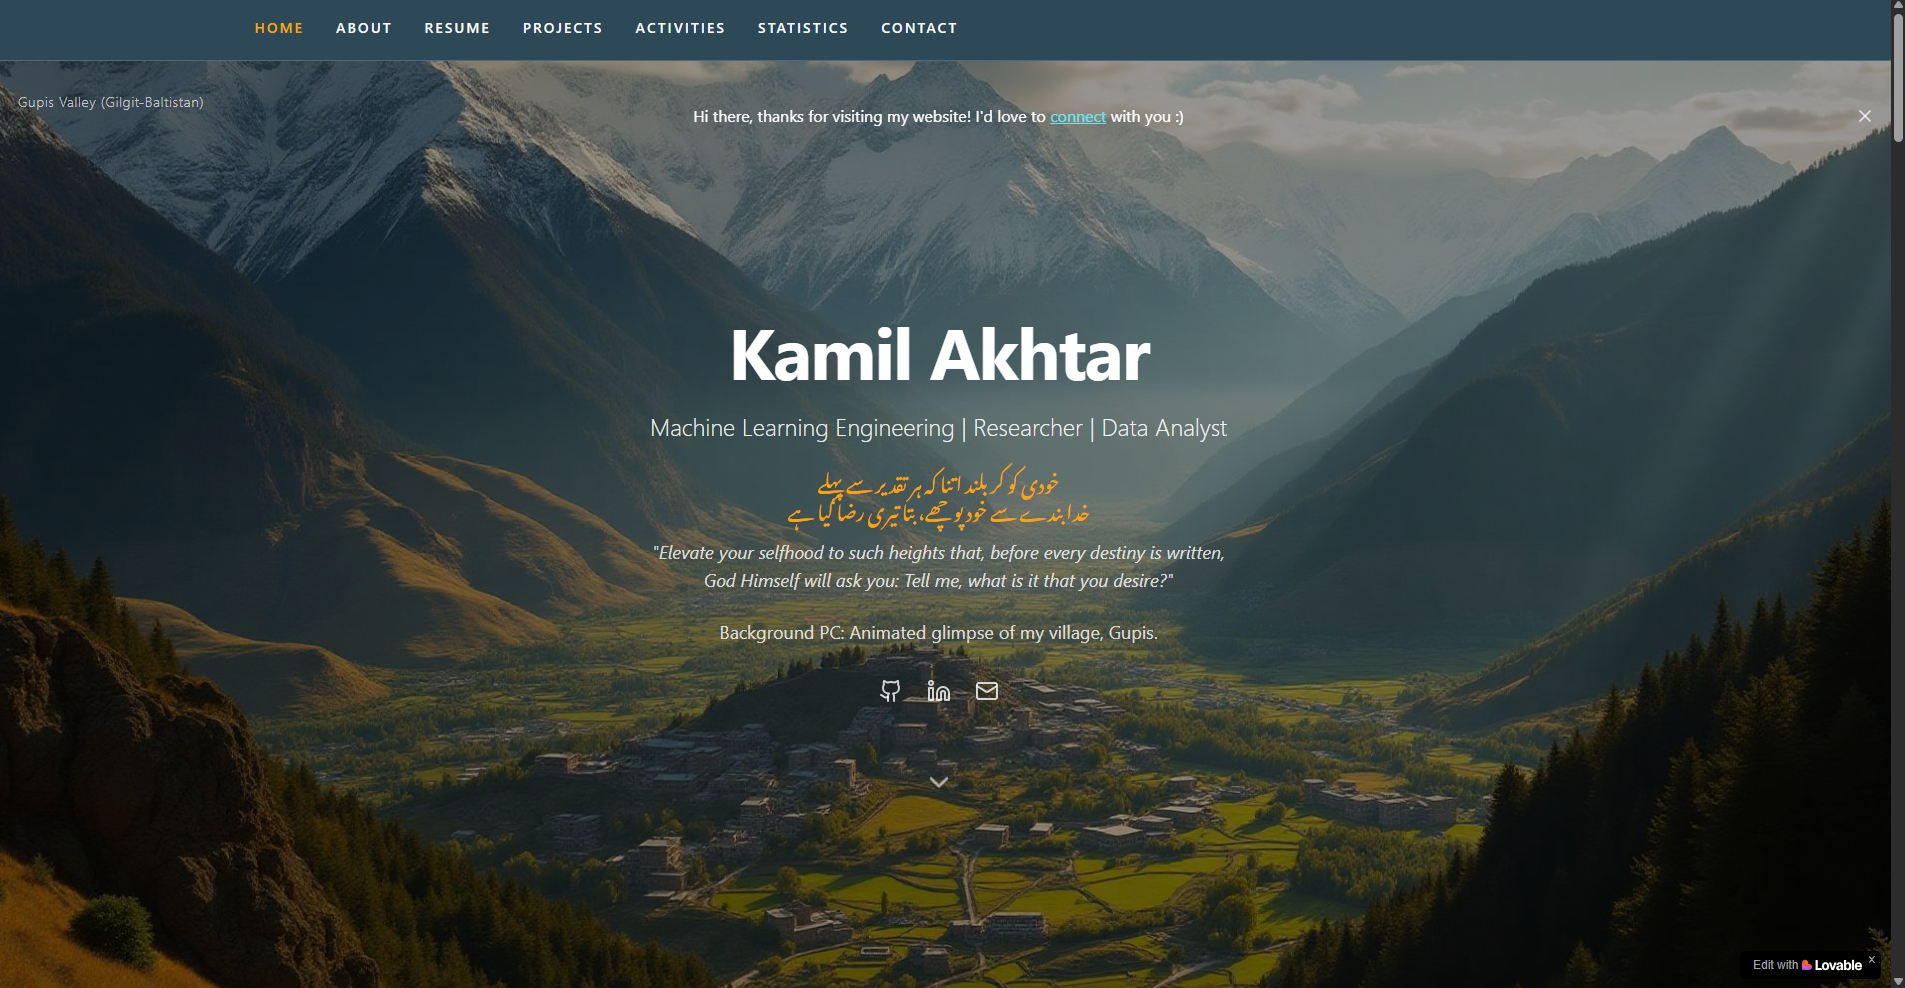 HOME ABOUT RESUME PROJECTS ACTIVITIES STATISTICS CONTACT
Gupis Valley (Gilgit-Baltistan)
Hi there, thanks for visiting my website! I'd love to connect with you :)
Kamil Akhtar
Machine Learning Engineering | Researcher | Data Analyst
خودی کو کر بلند اتنا کہ ہر تقدیر سے پہلے
خدا بندے سے خود پوچھے، بتا تیری رضا کیا ہے
"Elevate your selfhood to such heights that, before every destiny is written,
God Himself will ask you: Tell me, what is it that you desire?"
Background PC: Animated glimpse of my village, Gupis.
Edit with Lovable